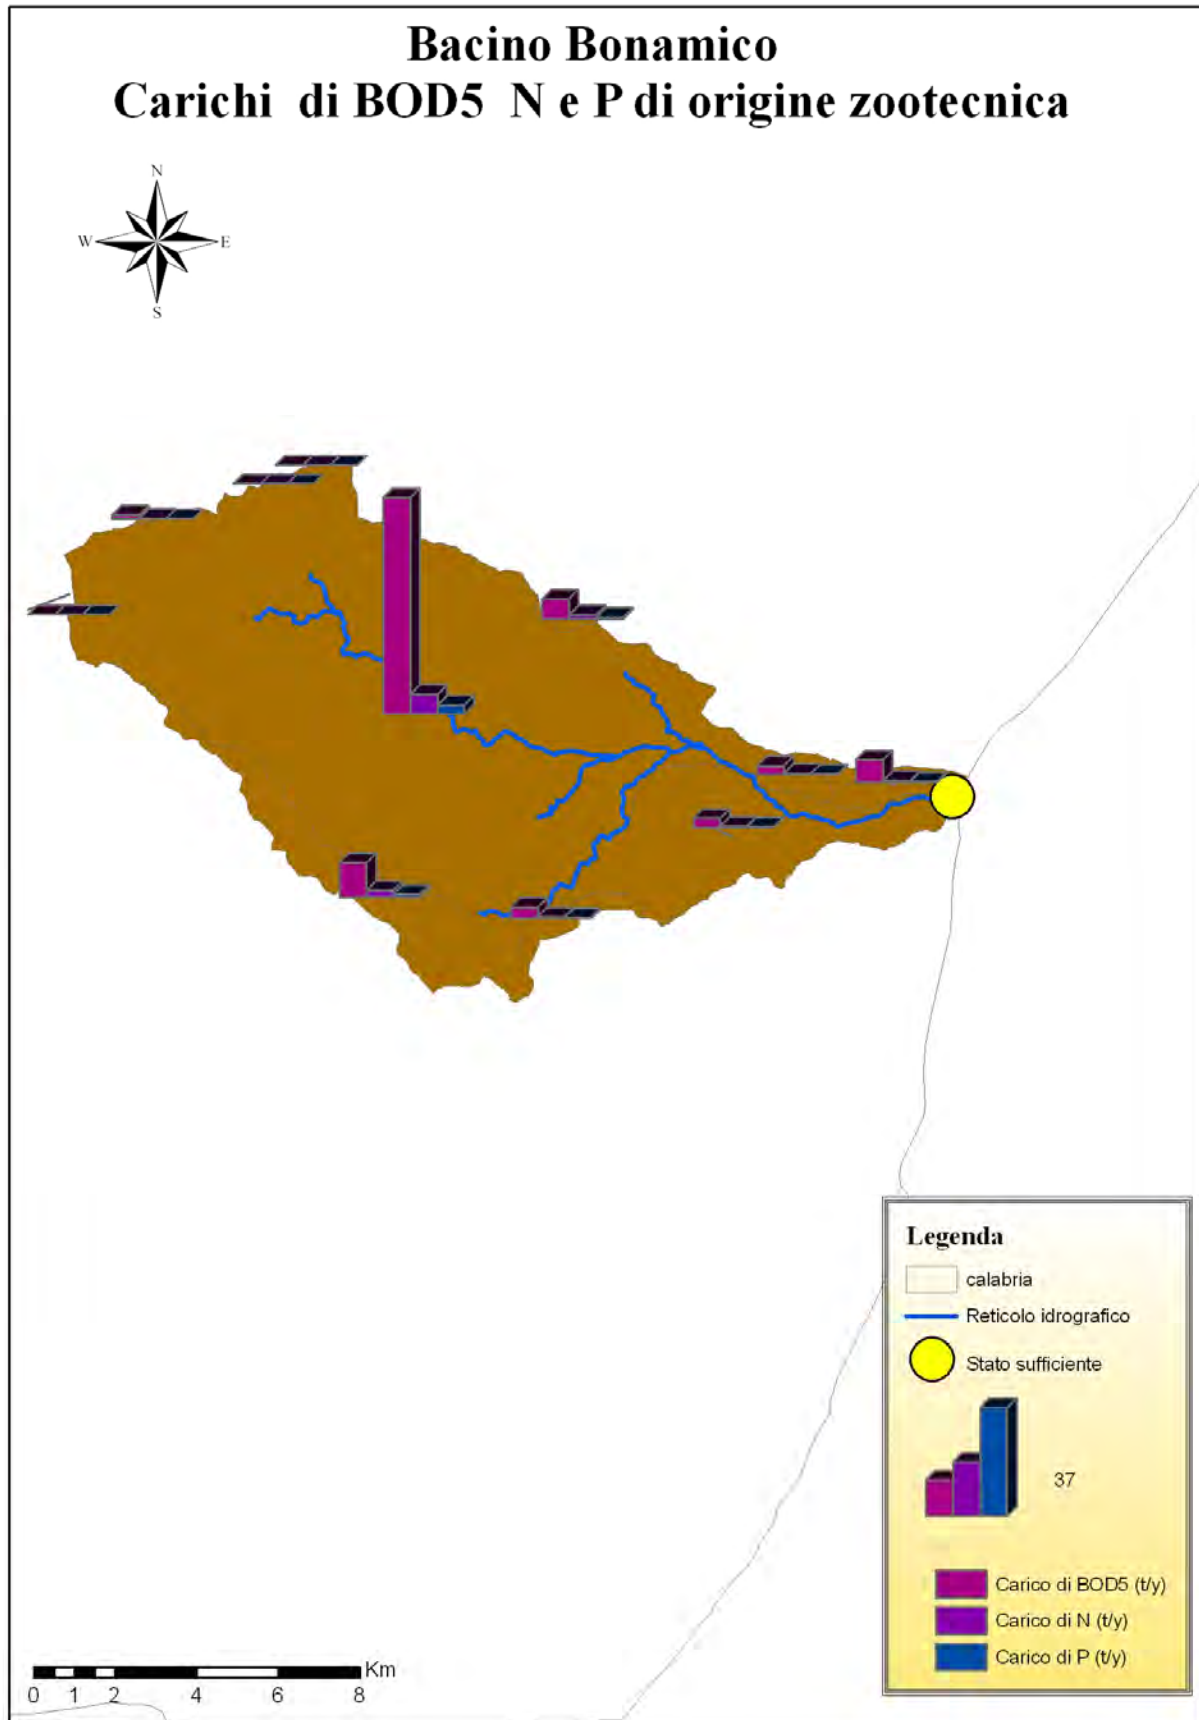 Bacino Bonamico
Carichi di BOD5 N e P di origine zootecnica
N
W E
S
Legenda
calabria
Reticolo idrografico
Stato sufficiente
37
Carico di BOD5 (t/y)
Carico di N (t/y)
Carico di P (t/y)
Km
0 1 2 4 6 8